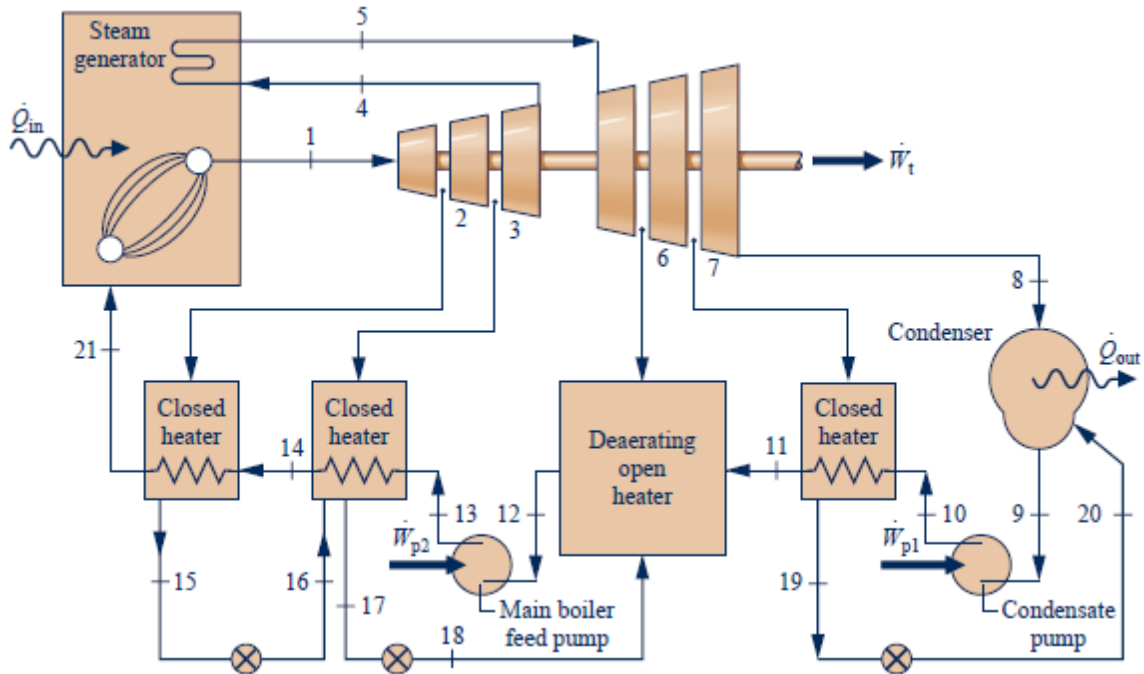 Steam
generator
5
4
Q̇in
1
Ẇt
2
3
6
7
8
Condenser
Q̇out
21
Closed
heater
14
Closed
heater
Deaerating
open
heater
11
Closed
heater
13
12
10
9
20
Ẇp2
Ẇp1
15
16
17
19
Main boiler
feed pump
Condensate
pump
18